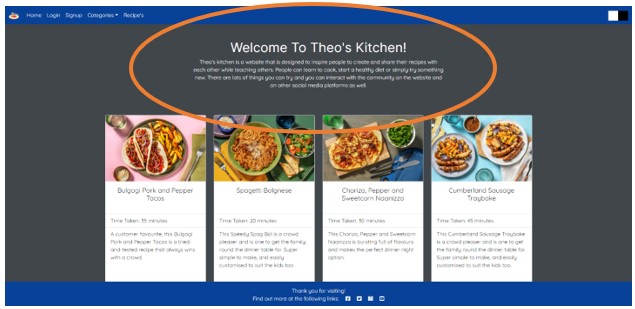 Home Login Signup Categories Recipe's
Welcome To Theo's Kitchen!
Theo's kitchen is a website that is designed to inspire people to create and share their recipes with
each other while teaching others. People can learn to cook, start a healthy diet or simply try something
new. There are lots of things you can try and you can interact with the community on the website and
on other social media platforms as well.
Bulgogi Pork and Pepper
Tacos
Time Taken: 35 minutes
A customer favourite, this Bulgogi
Pork and Pepper Tacos is a tried
and tested recipe that always wins
with a crowd.
Spagetti Bolgnese
Time Taken: 20 minutes
This Speedy Spag Bol is a crowd
pleaser and is one to get the family
round the dinner table for. Super
simple to make, and easily
customised to suit the kids too.
Chorizo, Pepper and
Sweetcorn Naanizza
Time Taken: 30 minutes
This Chorizo, Pepper and Sweetcorn
Naanizza is bursting full of flavours
and makes the perfect dinner night
option.
Cumberland Sausage
Traybake
Time Taken: 45 minutes
This Cumberland Sausage Traybake
is a crowd pleaser and is one to get
the family round the dinner table for.
Super simple to make, and easily
customised to suit the kids too.
Thank you for visiting!
Find out more at the following links: